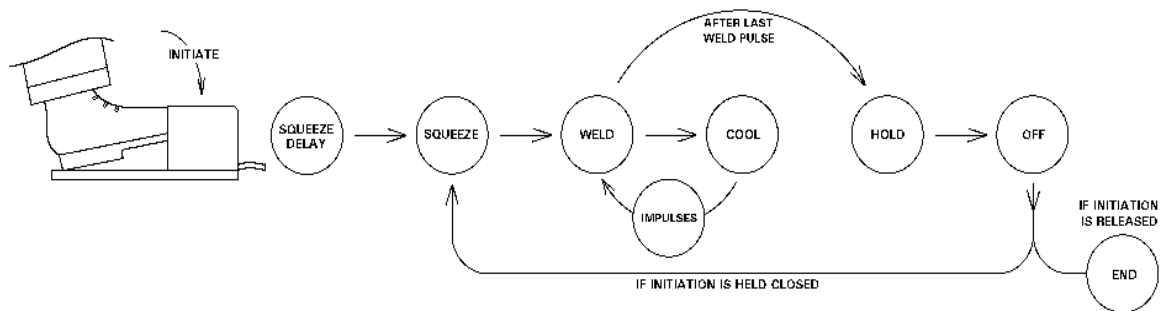 INITIATE
SQUEEZE
DELAY
SQUEEZE
WELD
COOL
IMPULSES
AFTER LAST
WELD PULSE
HOLD
OFF
IF INITIATION
IS RELEASED
END
IF INITIATION IS HELD CLOSED